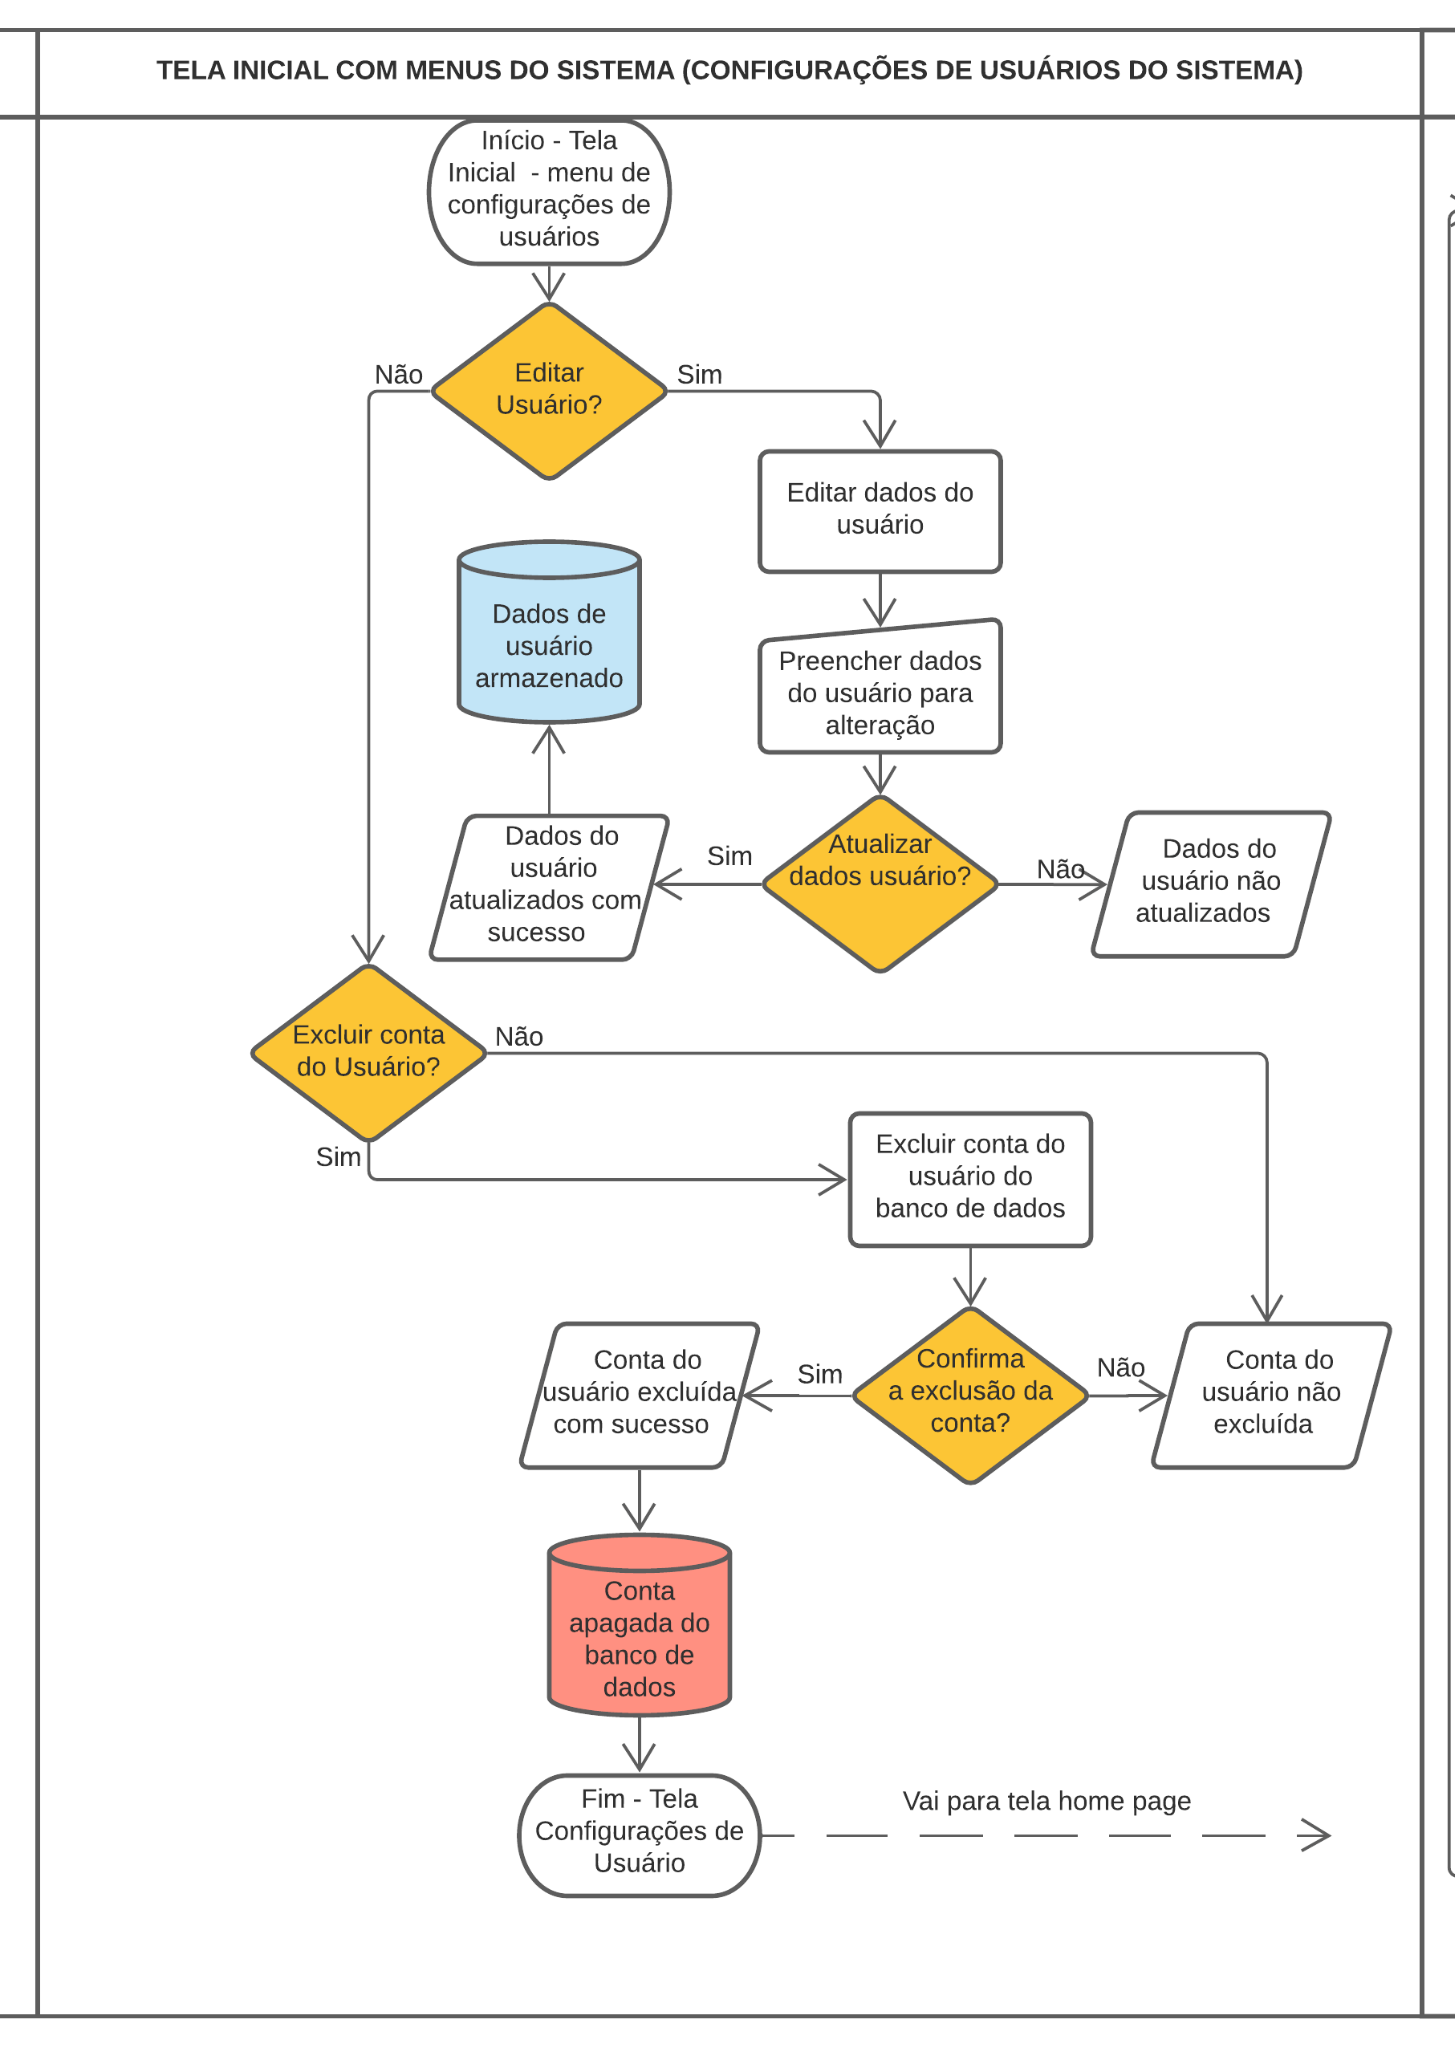 TELA INICIAL COM MENUS DO SISTEMA (CONFIGURAÇÕES DE USUÁRIOS DO SISTEMA)
Início - Tela
Inicial - menu de
configurações de
usuários
Não
Editar
Usuário?
Sim
Editar dados do
usuário
Dados de
usuário
armazenado
Preencher dados
do usuário para
alteração
Dados do
usuário
atualizados com
sucesso
Sim
Atualizar
dados usuário?
Não
Dados do
usuário não
atualizados
Excluir conta
do Usuário?
Não
Sim
Excluir conta do
usuário do
banco de dados
Conta do
usuário excluída
com sucesso
Sim
Confirma
a exclusão da
conta?
Não
Conta do
usuário não
excluída
Conta
apagada do
banco de
dados
Fim - Tela
Configurações de
Usuário
Vai para tela home page